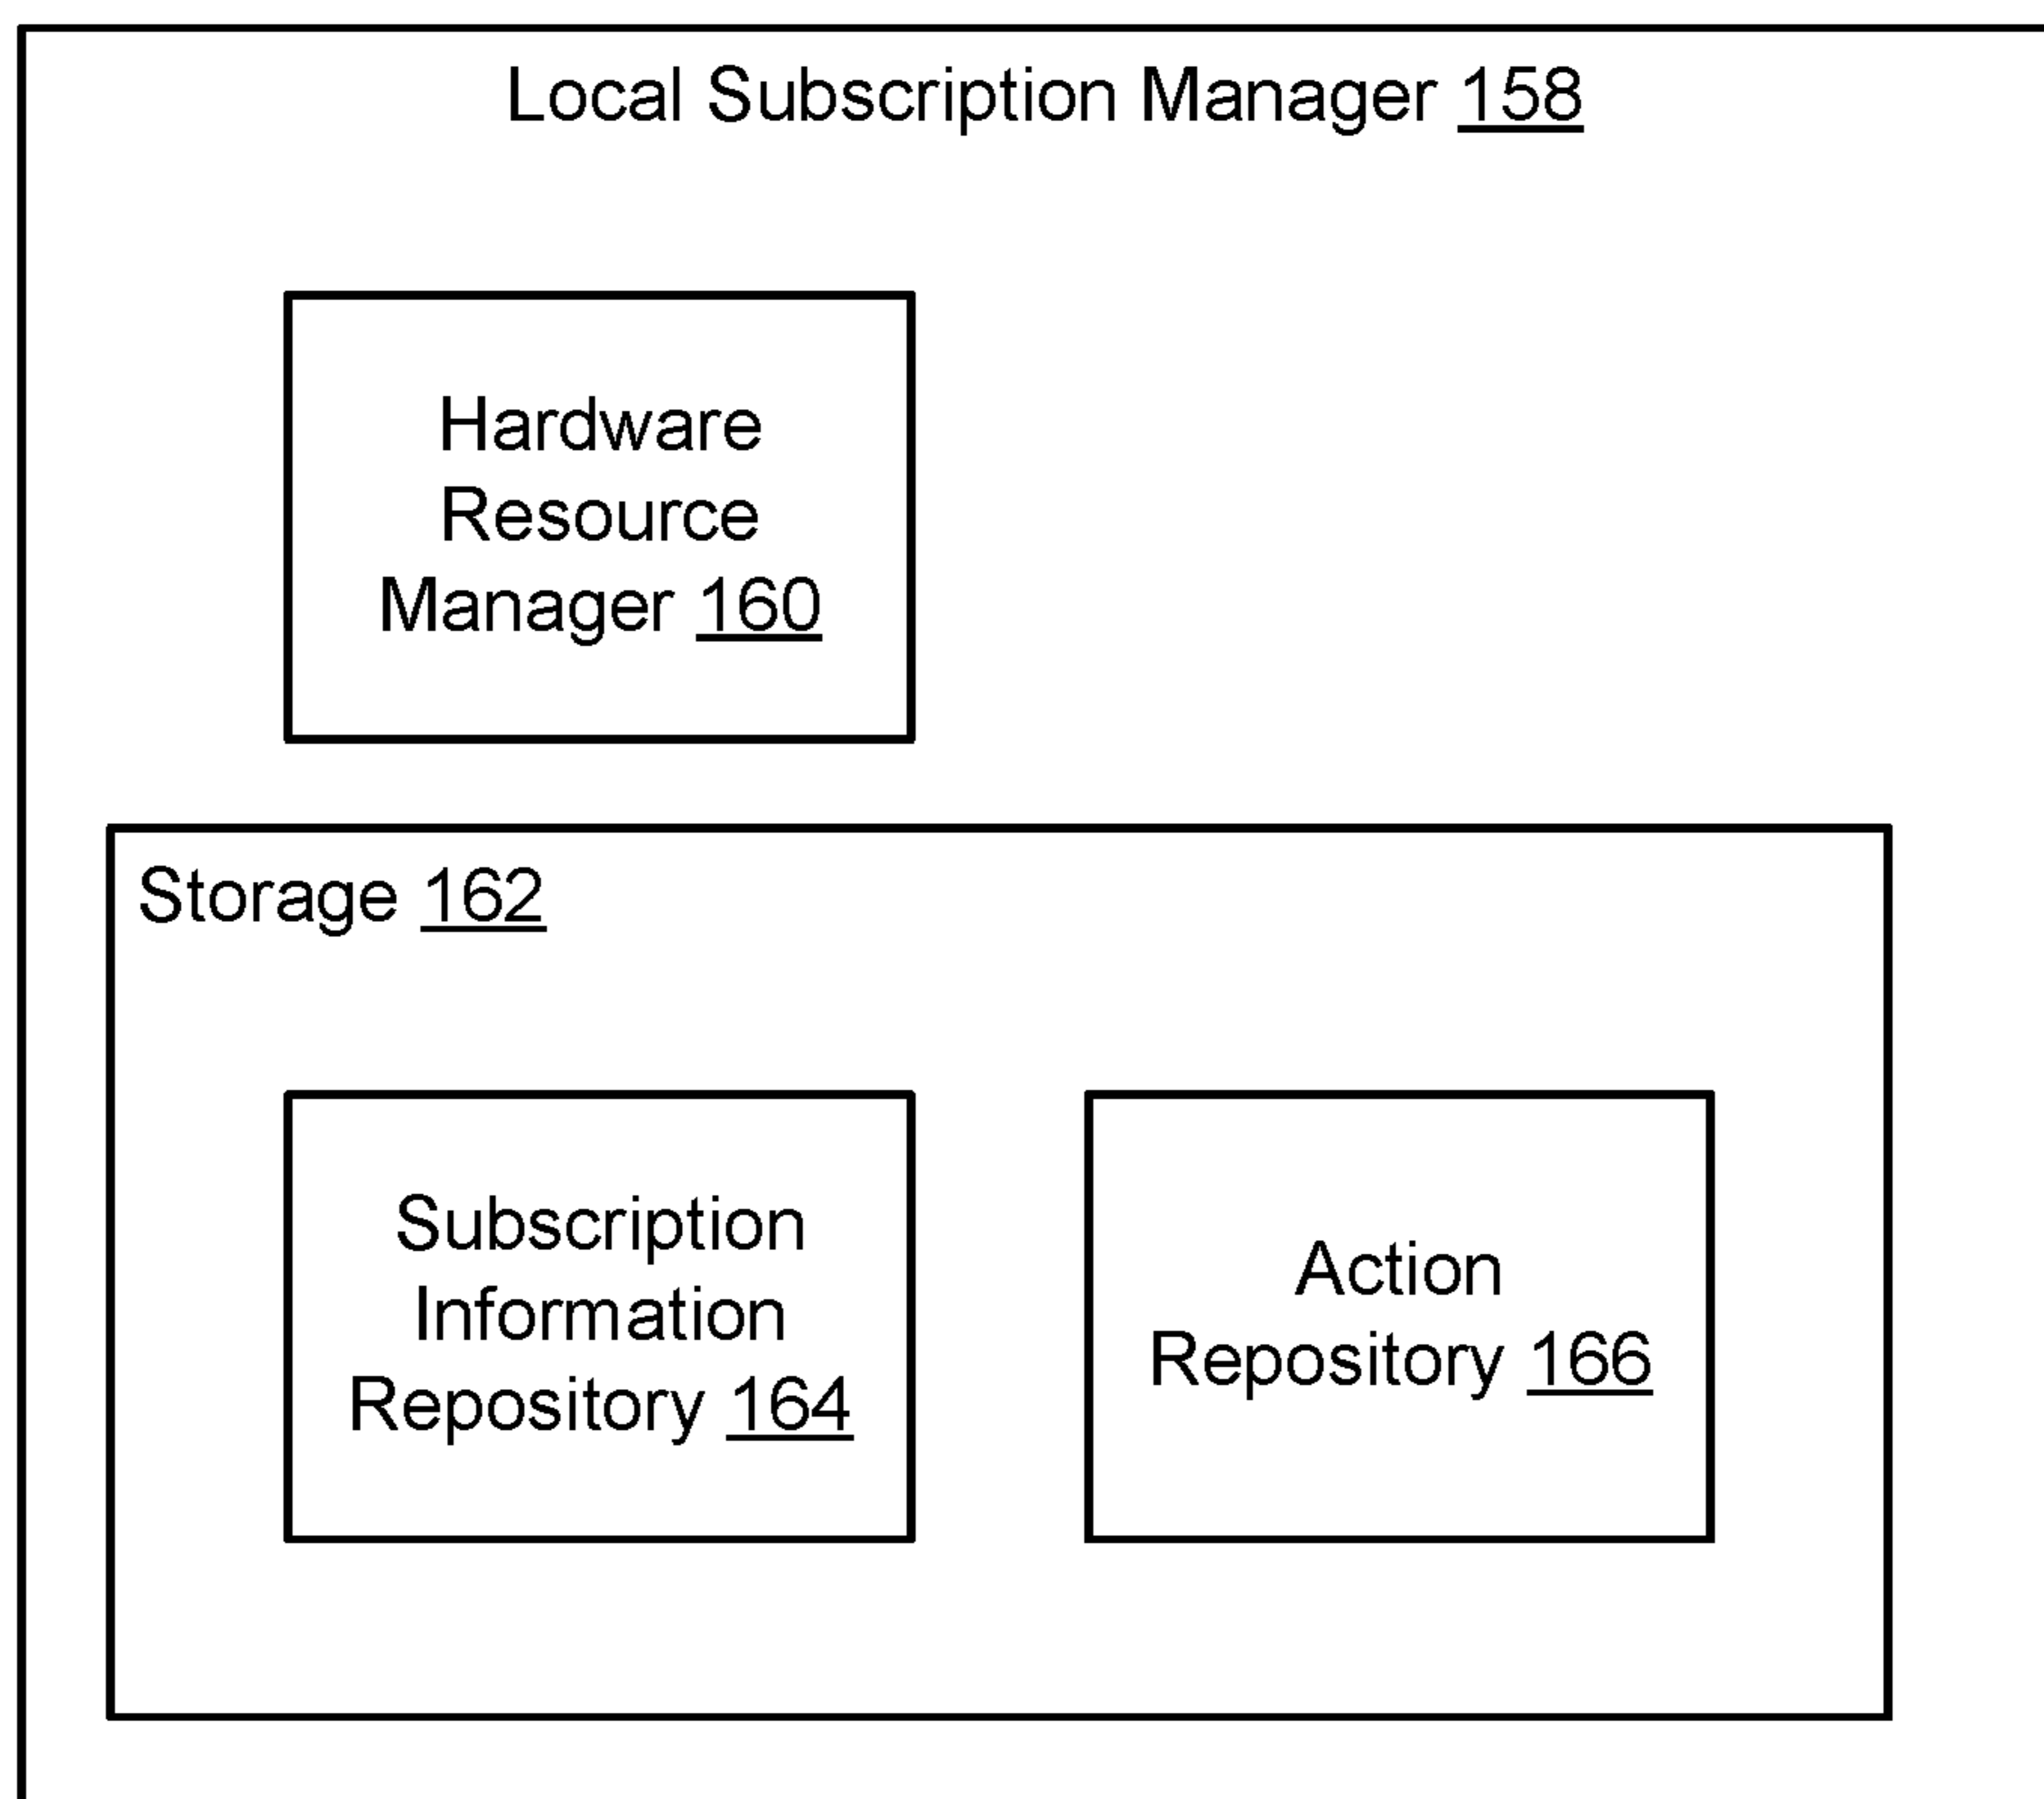 Local Subscription Manager 158
Hardware
Resource
Manager 160
Storage 162
Subscription
Information
Repository 164
Action
Repository 166